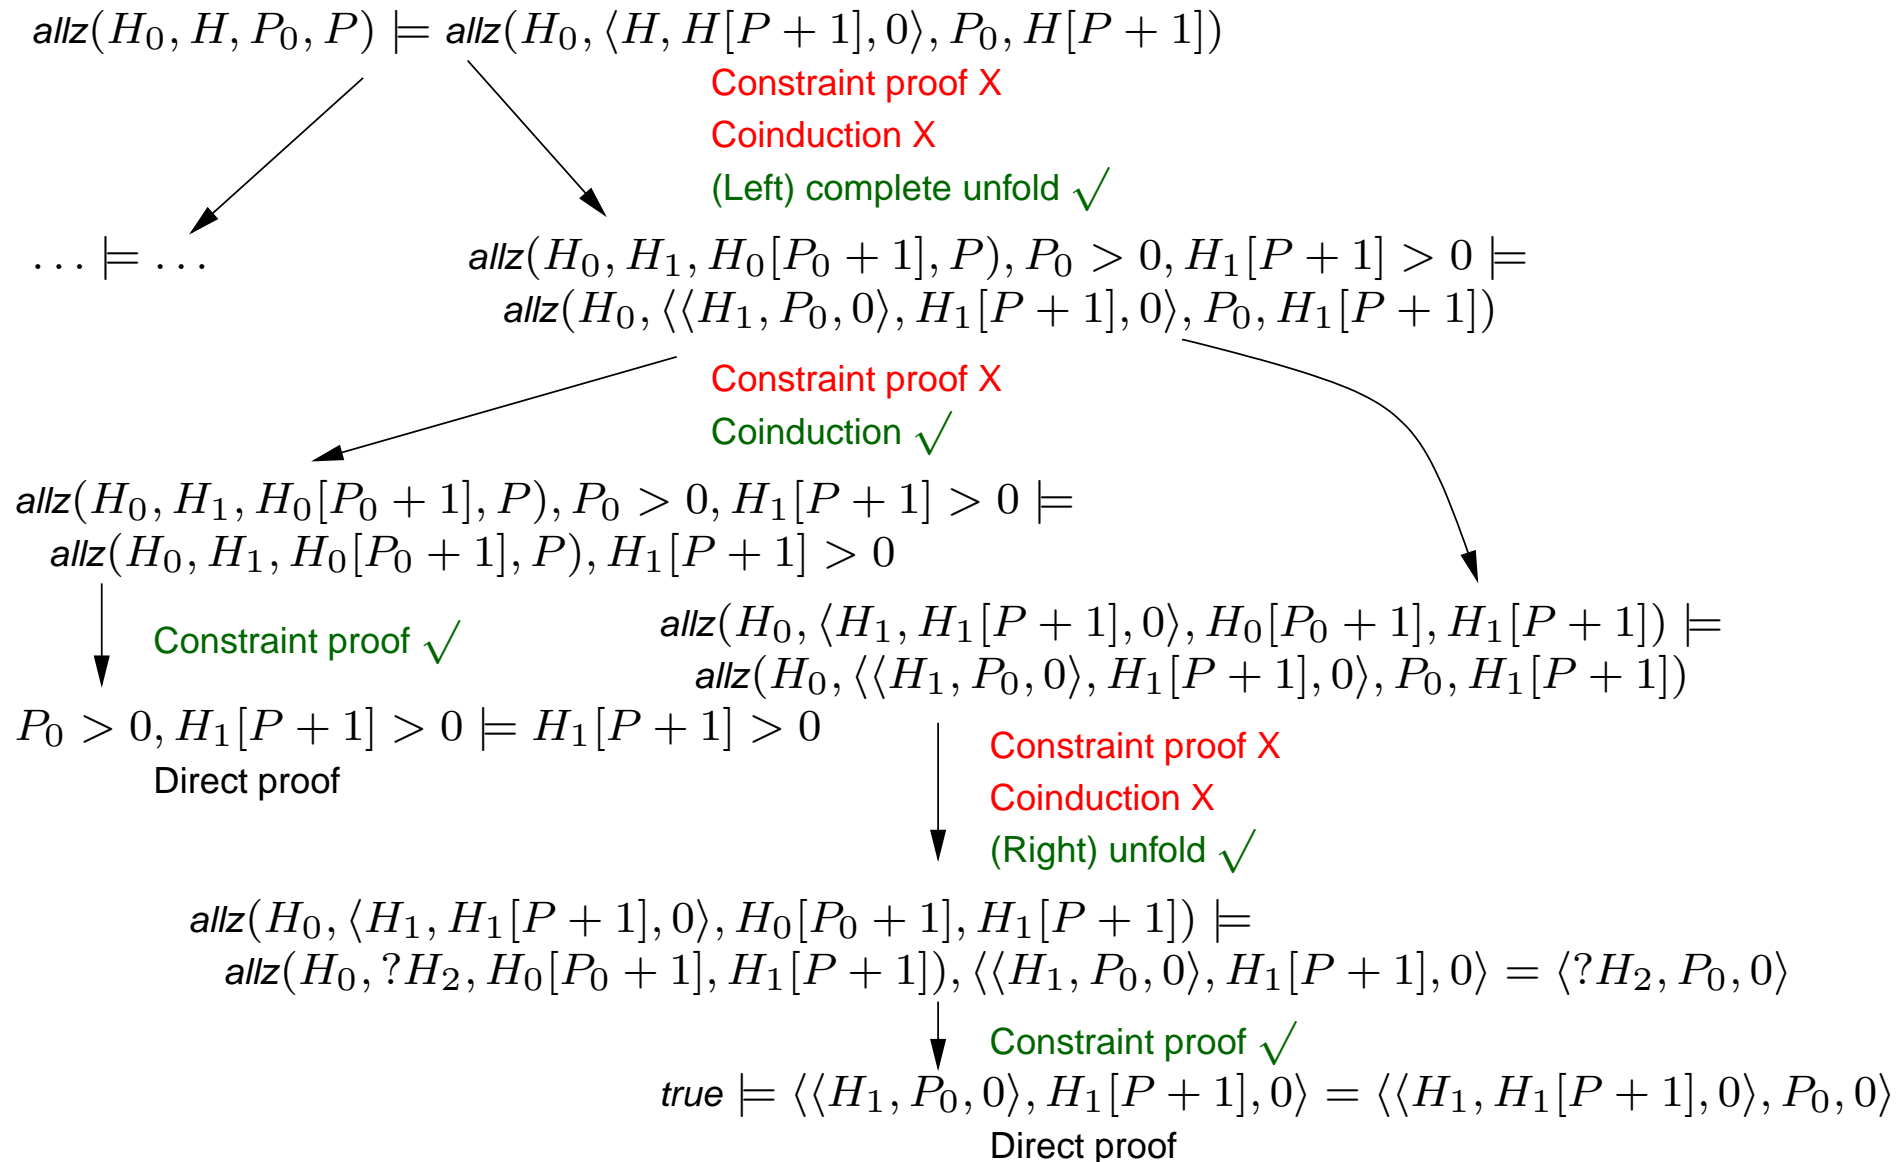 allz(H₀, H, P₀, P) ⊨ allz(H₀, ⟨H, H[P + 1], 0⟩, P₀, H[P + 1])
Constraint proof X
Coinduction X
(Left) complete unfold √
. . . ⊨ . . .
allz(H₀, H₁, H₀[P₀ + 1], P), P₀ > 0, H₁[P + 1] > 0 ⊨
allz(H₀, ⟨⟨H₁, P₀, 0⟩, H₁[P + 1], 0⟩, P₀, H₁[P + 1])
Constraint proof X
Coinduction √
allz(H₀, H₁, H₀[P₀ + 1], P), P₀ > 0, H₁[P + 1] > 0 ⊨
allz(H₀, H₁, H₀[P₀ + 1], P), H₁[P + 1] > 0
Constraint proof √
P₀ > 0, H₁[P + 1] > 0 ⊨ H₁[P + 1] > 0
Direct proof
allz(H₀, ⟨H₁, H₁[P + 1], 0⟩, H₀[P₀ + 1], H₁[P + 1]) ⊨
allz(H₀, ⟨⟨H₁, P₀, 0⟩, H₁[P + 1], 0⟩, P₀, H₁[P + 1])
Constraint proof X
Coinduction X
(Right) unfold √
allz(H₀, ⟨H₁, H₁[P + 1], 0⟩, H₀[P₀ + 1], H₁[P + 1]) ⊨
allz(H₀, ?H₂, H₀[P₀ + 1], H₁[P + 1]), ⟨⟨H₁, P₀, 0⟩, H₁[P + 1], 0⟩ = ⟨?H₂, P₀, 0⟩
Constraint proof √
true ⊨ ⟨⟨H₁, P₀, 0⟩, H₁[P + 1], 0⟩ = ⟨⟨H₁, H₁[P + 1], 0⟩, P₀, 0⟩
Direct proof